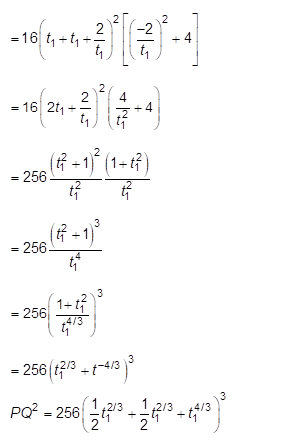 = 16(t₁ + t₁ + 2/t₁)² [(-2/t₁)² + 4]
= 16(2t₁ + 2/t₁)² (4/t₁² + 4)
= 256 (t₁² + 1)²/t₁² (1 + t₁²)/t₁²
= 256 (t₁² + 1)³/t₁⁴
= 256 ((1 + t₁²)/t₁^{4/3})³
= 256 (t₁^{2/3} + t^{-4/3})³
PQ² = 256 (1/2 t₁^{2/3} + 1/2 t₁^{2/3} + t₁^{4/3})³